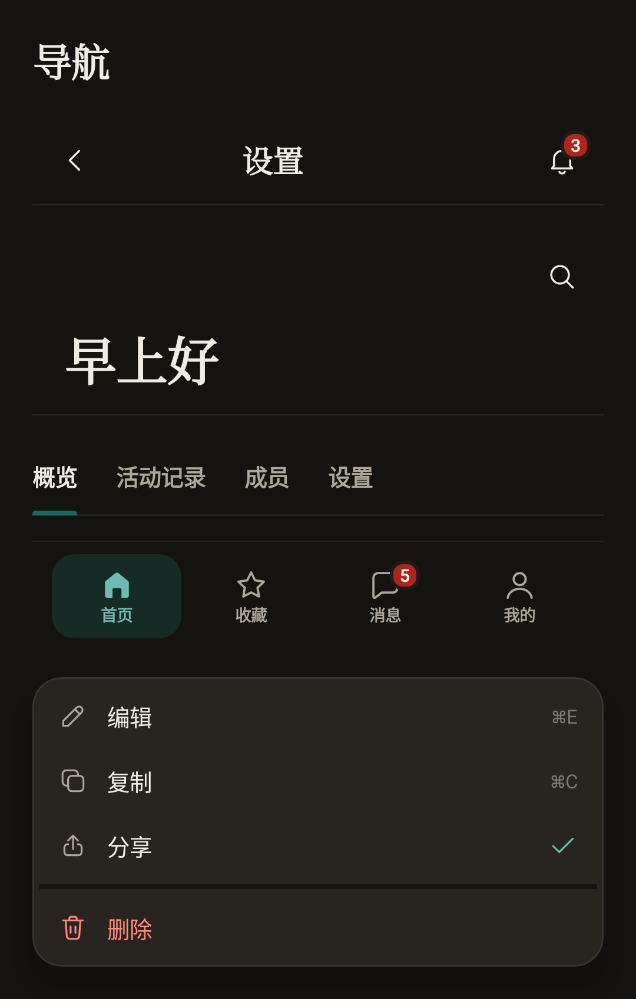 导航
设置
3
早上好
概览 活动记录 成员 设置
5
首页 收藏 消息 我的
编辑 ⌘E
复制 ⌘C
分享
删除